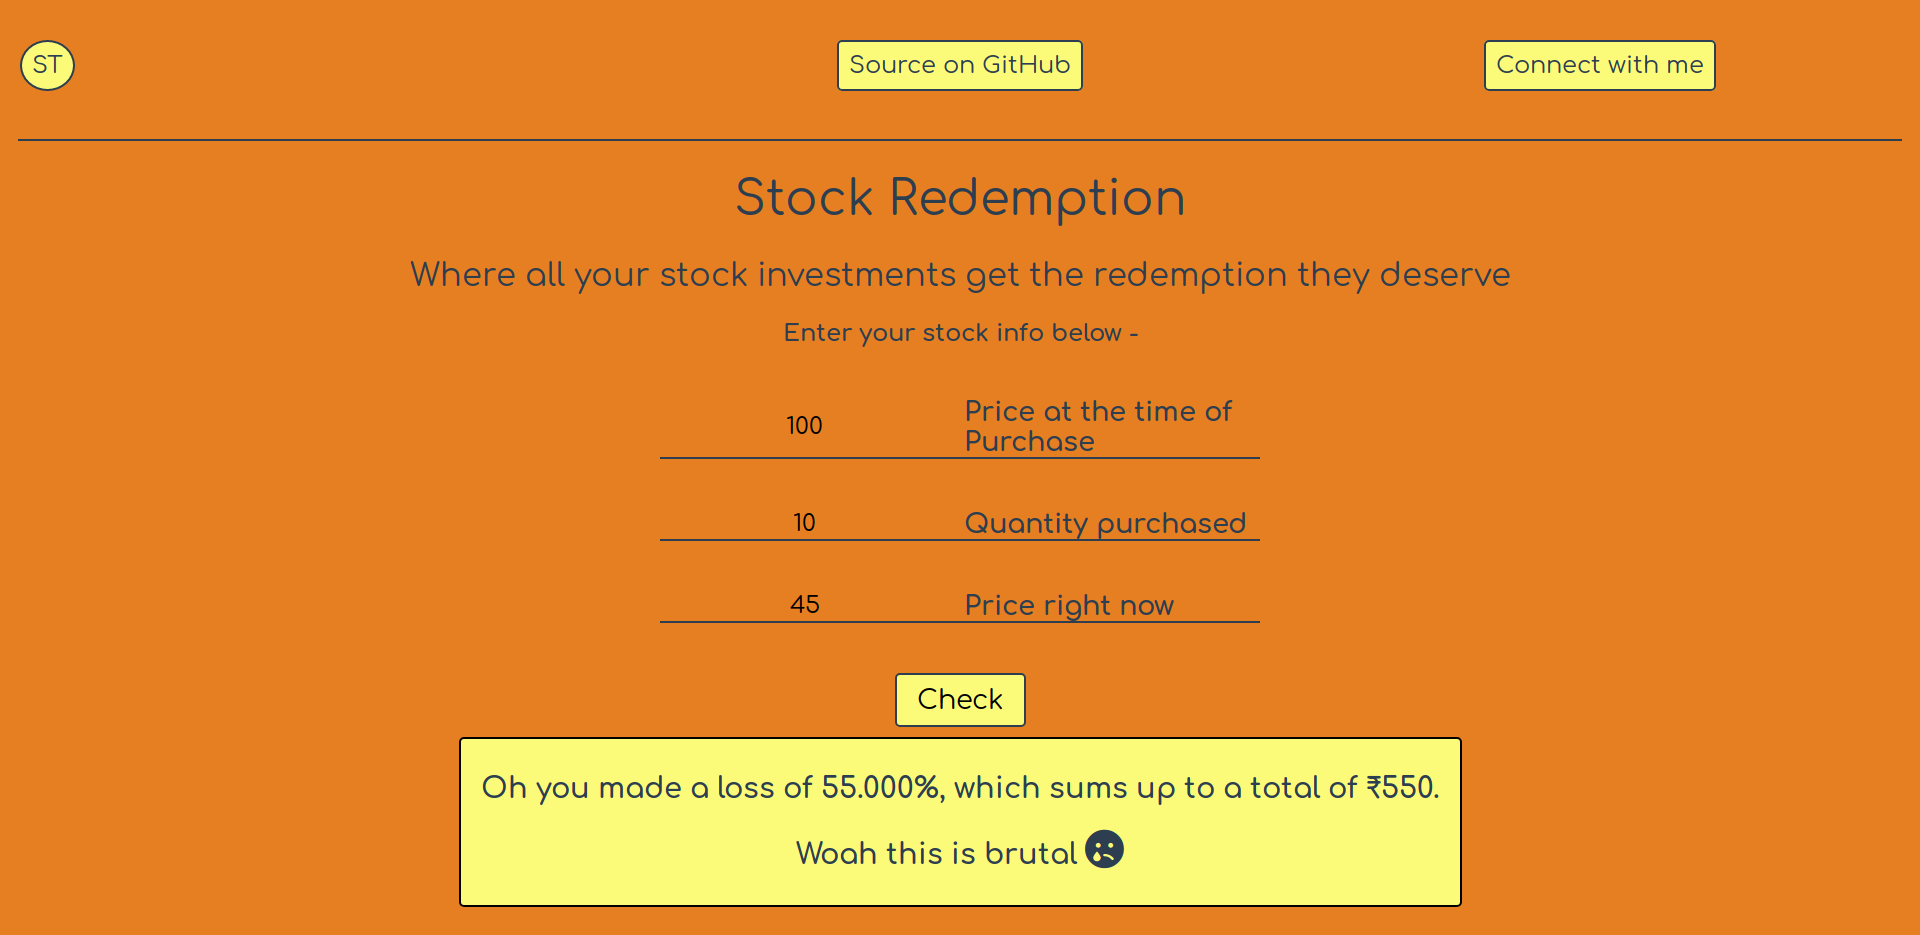 ST
Source on GitHub
Connect with me
Stock Redemption
Where all your stock investments get the redemption they deserve
Enter your stock info below -
100
Price at the time of
Purchase
10
Quantity purchased
45
Price right now
Check
Oh you made a loss of 55.000%, which sums up to a total of ₹550.
Woah this is brutal